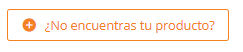 ¿No encuentras tu producto?